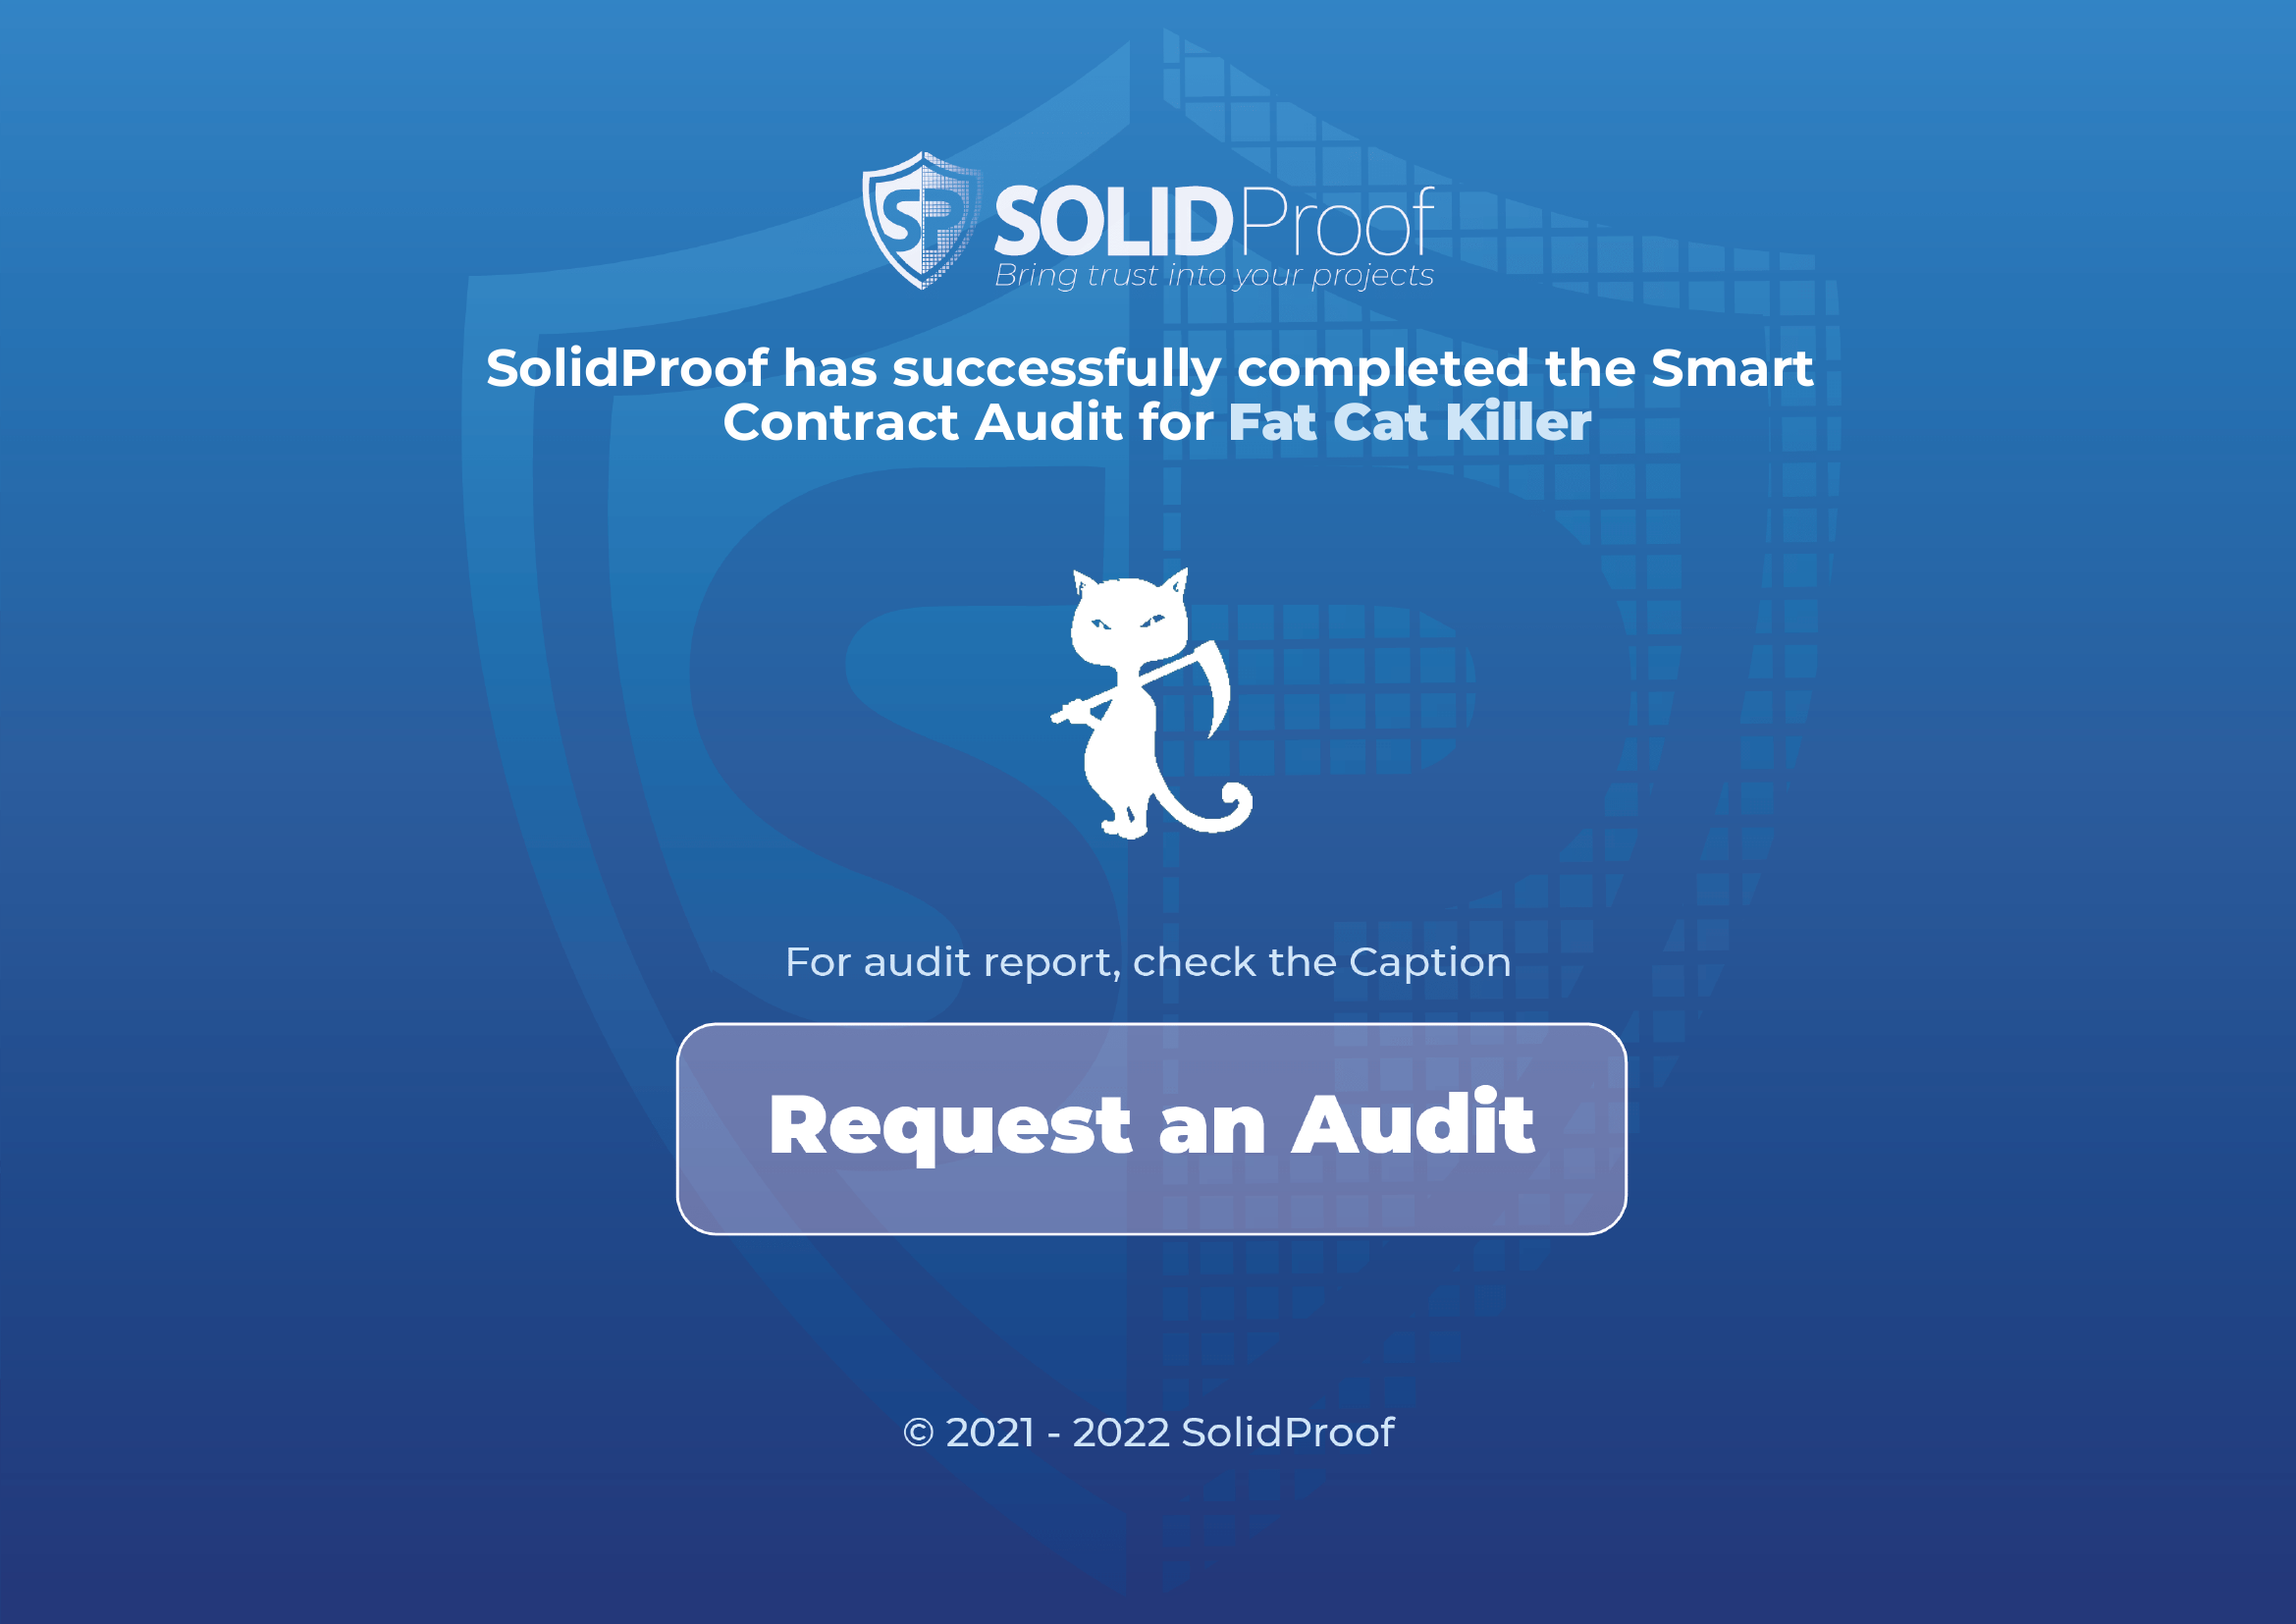 SP SOLIDProof
Bring trust into your projects
SolidProof has successfully completed the Smart
Contract Audit for Fat Cat Killer
For audit report, check the Caption
Request an Audit
© 2021 - 2022 SolidProof